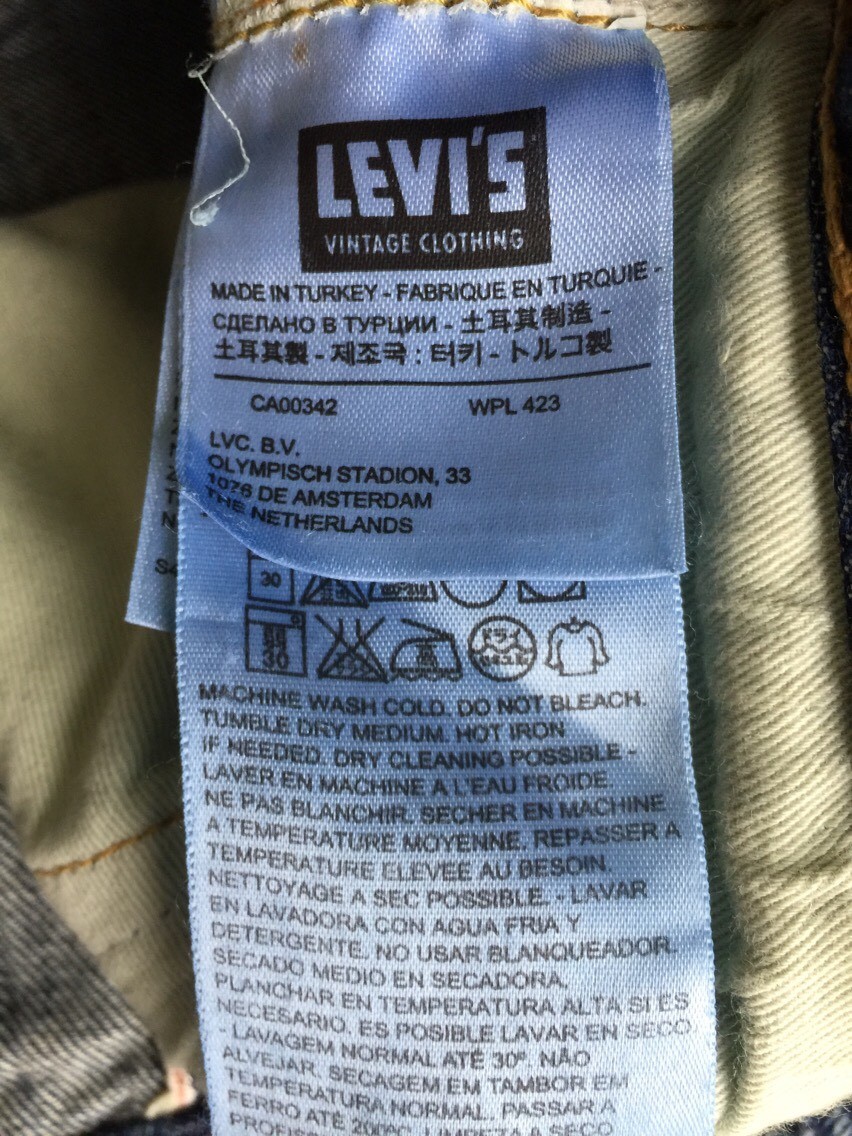 LEVI'S
VINTAGE CLOTHING
MADE IN TURKEY - FABRIQUE EN TURQUIE -
СДЕЛАНО В ТУРЦИИ - 土耳其制造 -
土耳其製 - 제조국 : 터키 - トルコ製
CA00342 WPL 423
LVC. B.V.
OLYMPISCH STADION, 33
1076 DE AMSTERDAM
THE NETHERLANDS
30
30
MACHINE WASH COLD. DO NOT BLEACH.
TUMBLE DRY MEDIUM. HOT IRON
IF NEEDED. DRY CLEANING POSSIBLE -
LAVER EN MACHINE A L'EAU FROIDE.
NE PAS BLANCHIR. SECHER EN MACHINE
A TEMPERATURE MOYENNE. REPASSER A
TEMPERATURE ELEVEE AU BESOIN.
NETTOYAGE A SEC POSSIBLE. - LAVAR
EN LAVADORA CON AGUA FRIA Y
DETERGENTE. NO USAR BLANQUEADOR.
SECADO MEDIO EN SECADORA.
PLANCHAR EN TEMPERATURA ALTA SI ES
NECESARIO. ES POSIBLE LAVAR EN SECO.
- LAVAGEM NORMAL ATÉ 30°. NÃO
ALVEJAR. SECAGEM EM TAMBOR EM
TEMPERATURA NORMAL. PASSAR A
FERRO ATÉ 200°C. LIMPEZA A SECO